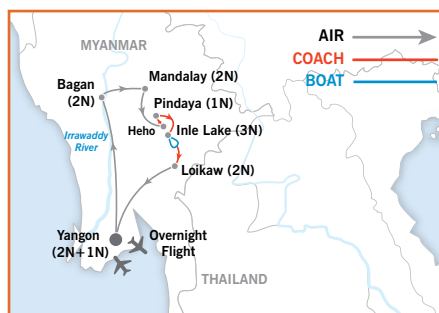 MYANMAR
AIR
COACH
BOAT
Mandalay (2N)
Bagan
(2N)
Pindaya (1N)
Heho
Inle Lake (3N)
Irrawaddy
River
Loikaw (2N)
Yangon
(2N+1N)
Overnight
Flight
THAILAND